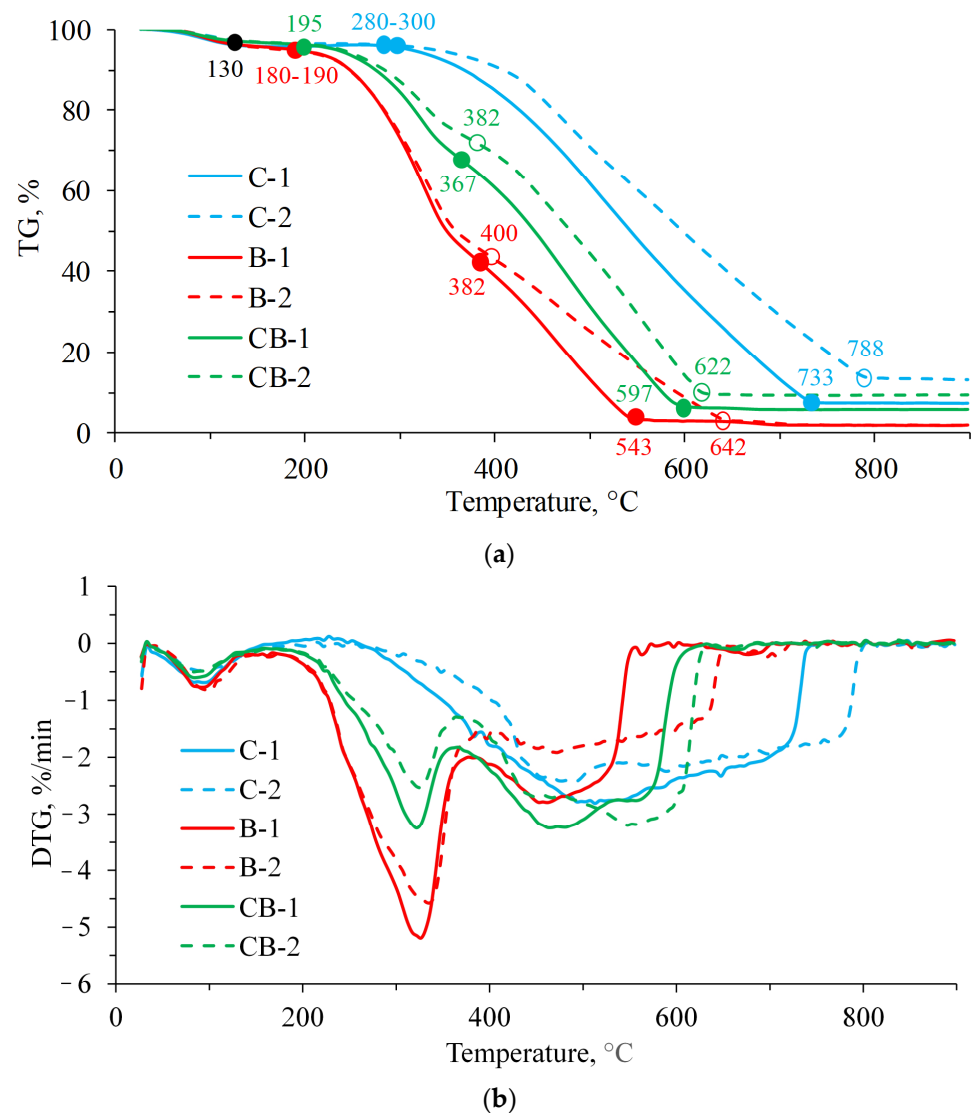 100
80
60
40
20
0
TG, %
195
280-300
130
180-190
382
367
400
382
788
622
733
597
543
642
C-1
C-2
B-1
B-2
CB-1
CB-2
0
200
400
600
800
Temperature, °C
(a)
1
0
-1
-2
-3
-4
-5
-6
DTG, %/min
C-1
C-2
B-1
B-2
CB-1
CB-2
0
200
400
600
800
Temperature, °C
(b)